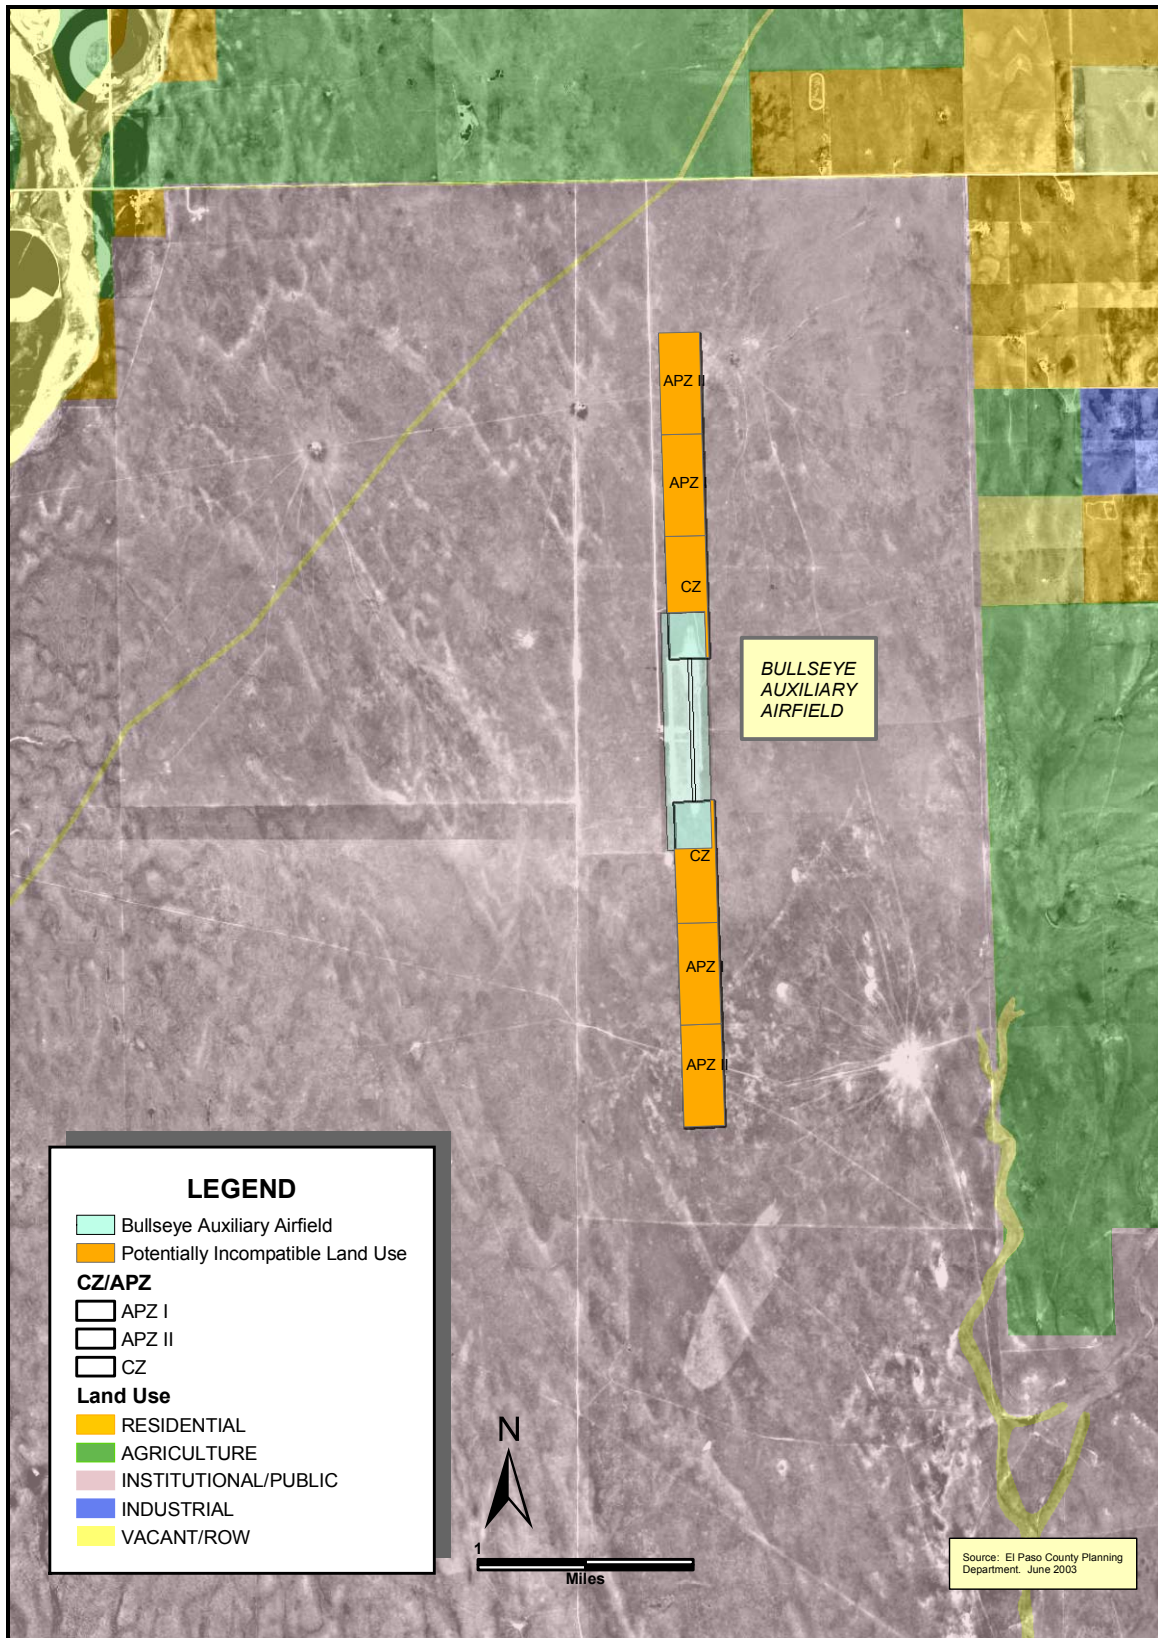 APZ II
APZ I
CZ
BULLSEYE
AUXILIARY
AIRFIELD
CZ
APZ I
APZ II
LEGEND
Bullseye Auxiliary Airfield
Potentially Incompatible Land Use
CZ/APZ
APZ I
APZ II
CZ
Land Use
RESIDENTIAL
AGRICULTURE
INSTITUTIONAL/PUBLIC
INDUSTRIAL
VACANT/ROW
N
1
Miles
Source: El Paso County Planning
Department. June 2003